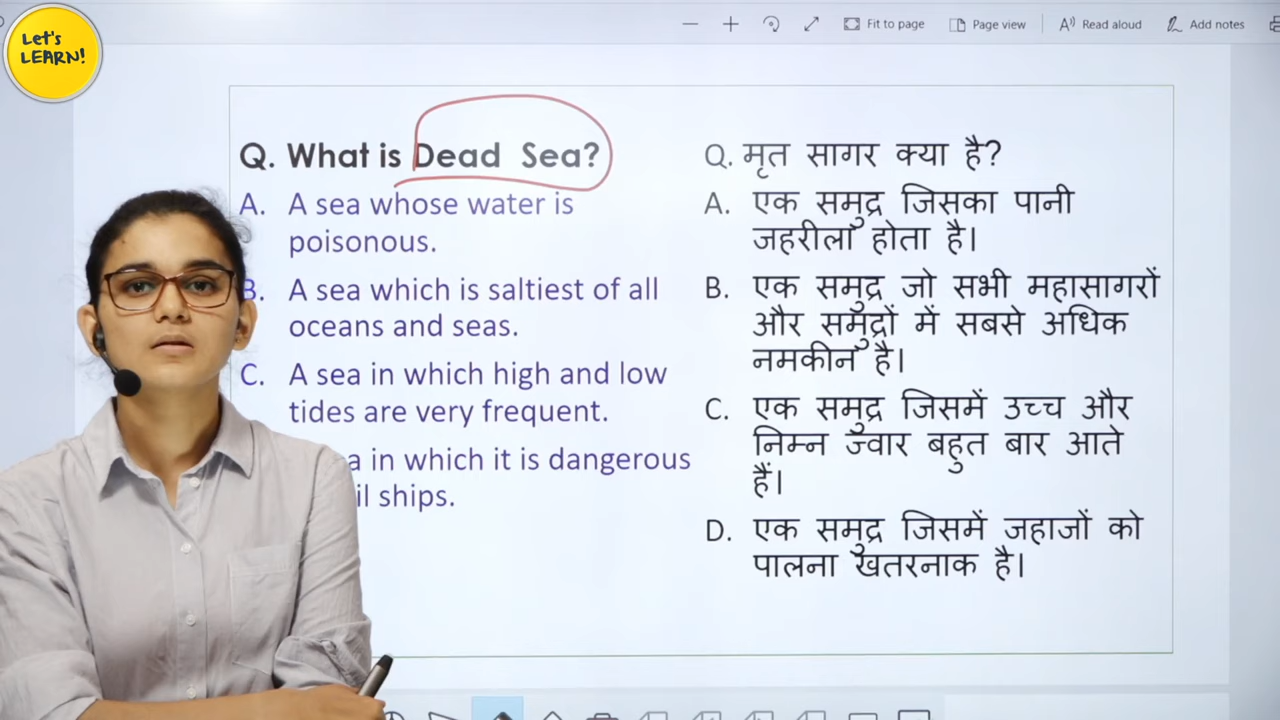 Let's
LEARN!
Fit to page
Page view
Read aloud
Add notes
Q. What is Dead Sea?
A. A sea whose water is
poisonous.
B. A sea which is saltiest of all
oceans and seas.
C. A sea in which high and low
tides are very frequent.
in which it is dangerous
ships.
Q. मृत सागर क्या है?
A. एक समुद्र जिसका पानी
जहरीला होता है।
B. एक समुद्र जो सभी महासागरों
और समुद्रों में सबसे अधिक
नमकीन है।
C. एक समुद्र जिसमें उच्च और
निम्न ज्वार बहुत बार आते
हैं।
D. एक समुद्र जिसमें जहाजों को
पालना खतरनाक है।